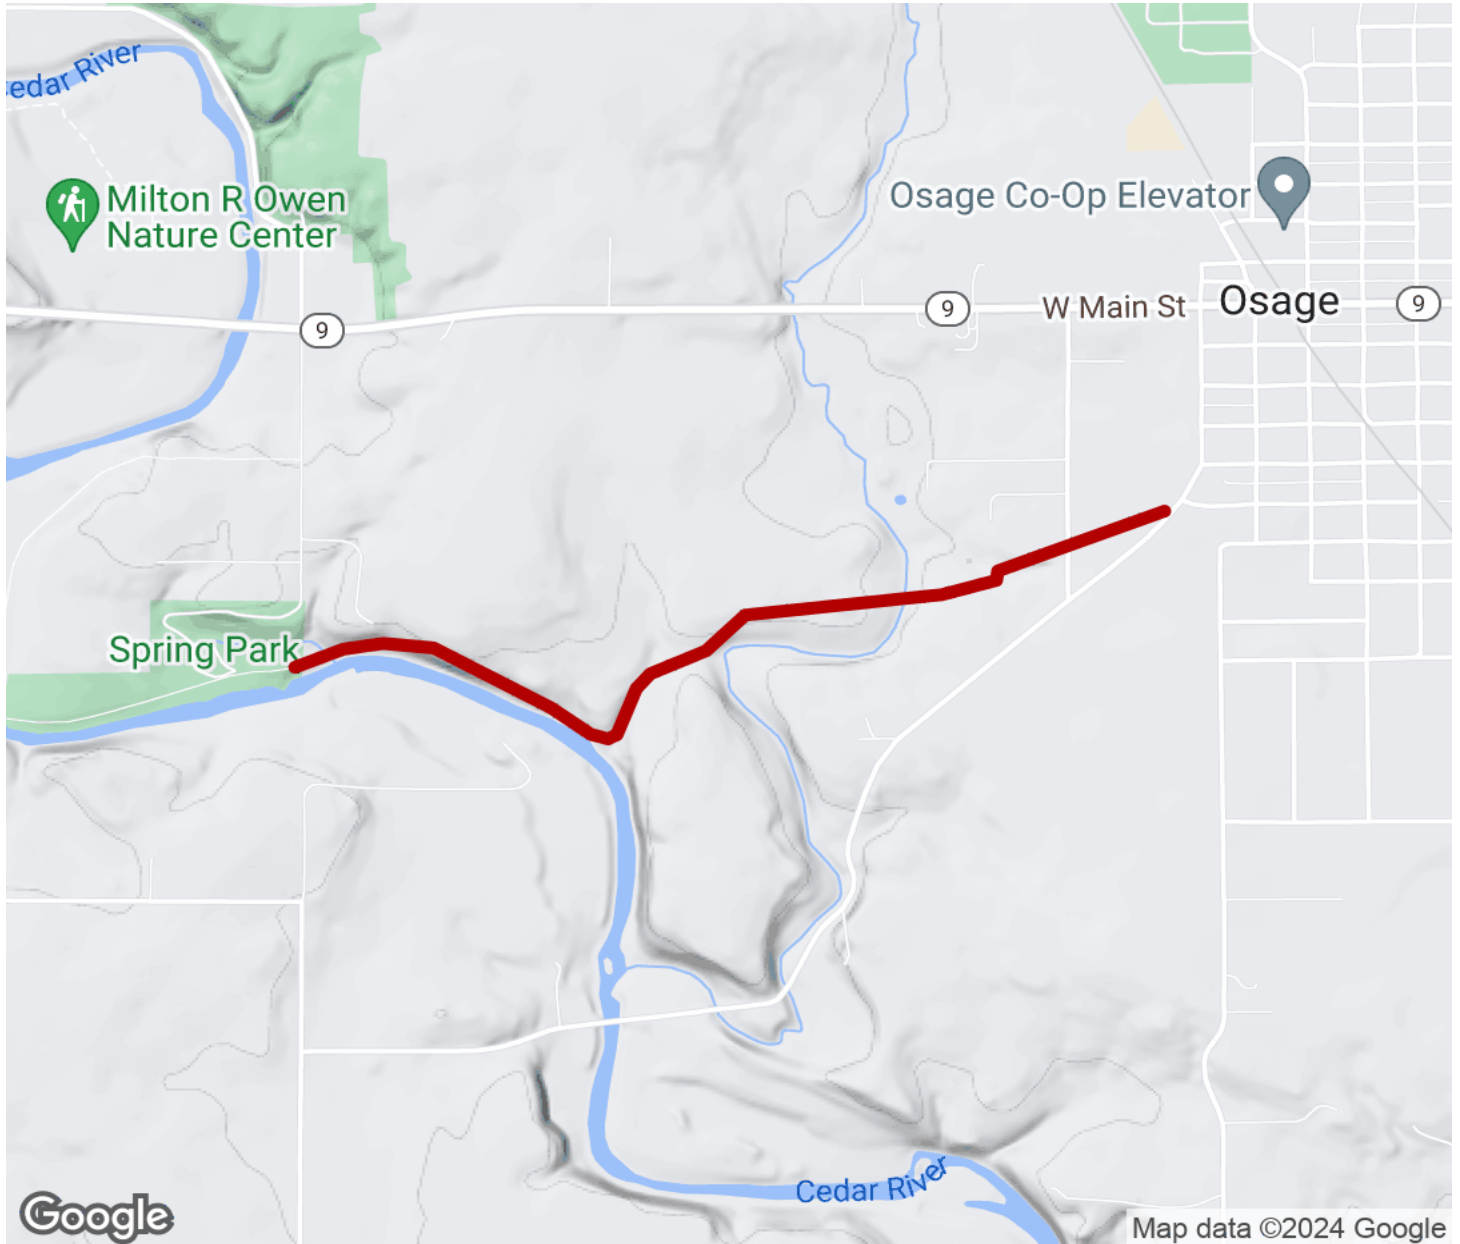 edar River
Milton R Owen
Nature Center
Osage Co-Op Elevator
9
9
W Main St
Osage
9
Spring Park
Cedar River
Google
Map data ©2024 Google